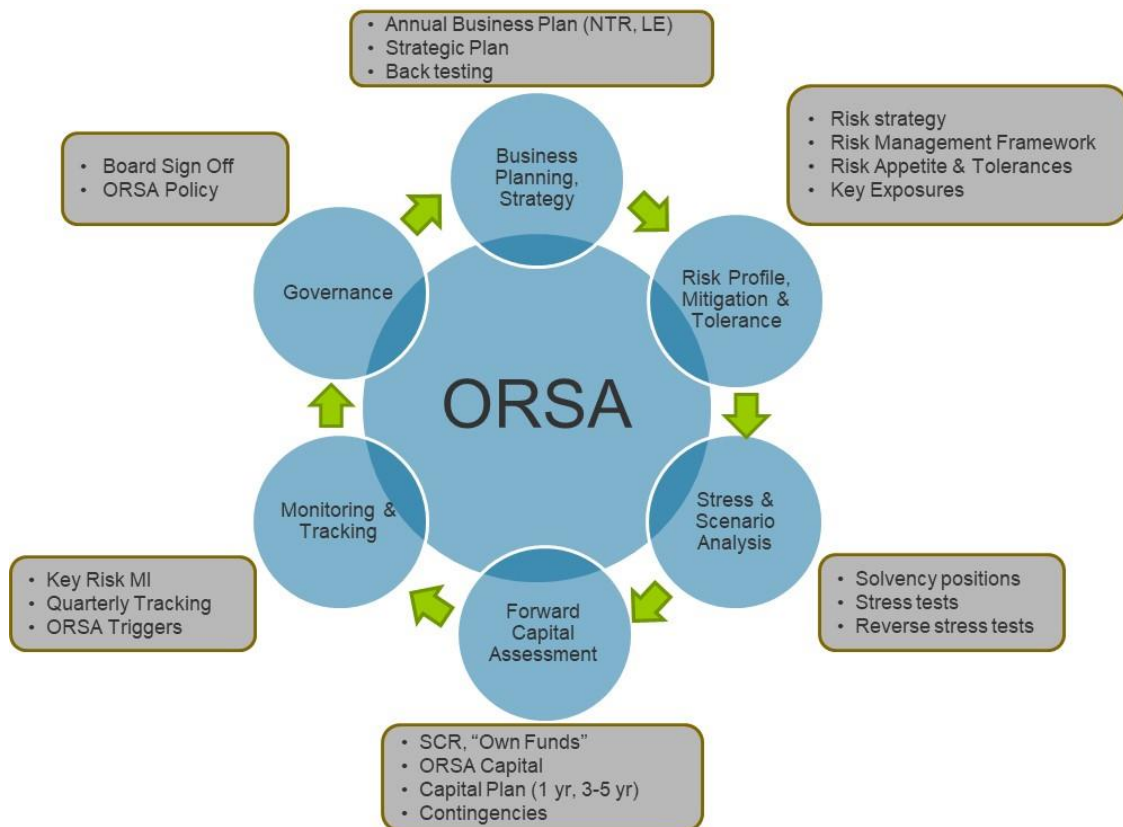 • Annual Business Plan (NTR, LE)
• Strategic Plan
• Back testing
Business
Planning,
Strategy
• Risk strategy
• Risk Management Framework
• Risk Appetite & Tolerances
• Key Exposures
• Board Sign Off
• ORSA Policy
Governance
Risk Profile,
Mitigation &
Tolerance
ORSA
Monitoring &
Tracking
Stress &
Scenario
Analysis
• Key Risk MI
• Quarterly Tracking
• ORSA Triggers
Forward
Capital
Assessment
• Solvency positions
• Stress tests
• Reverse stress tests
• SCR, “Own Funds”
• ORSA Capital
• Capital Plan (1 yr, 3-5 yr)
• Contingencies